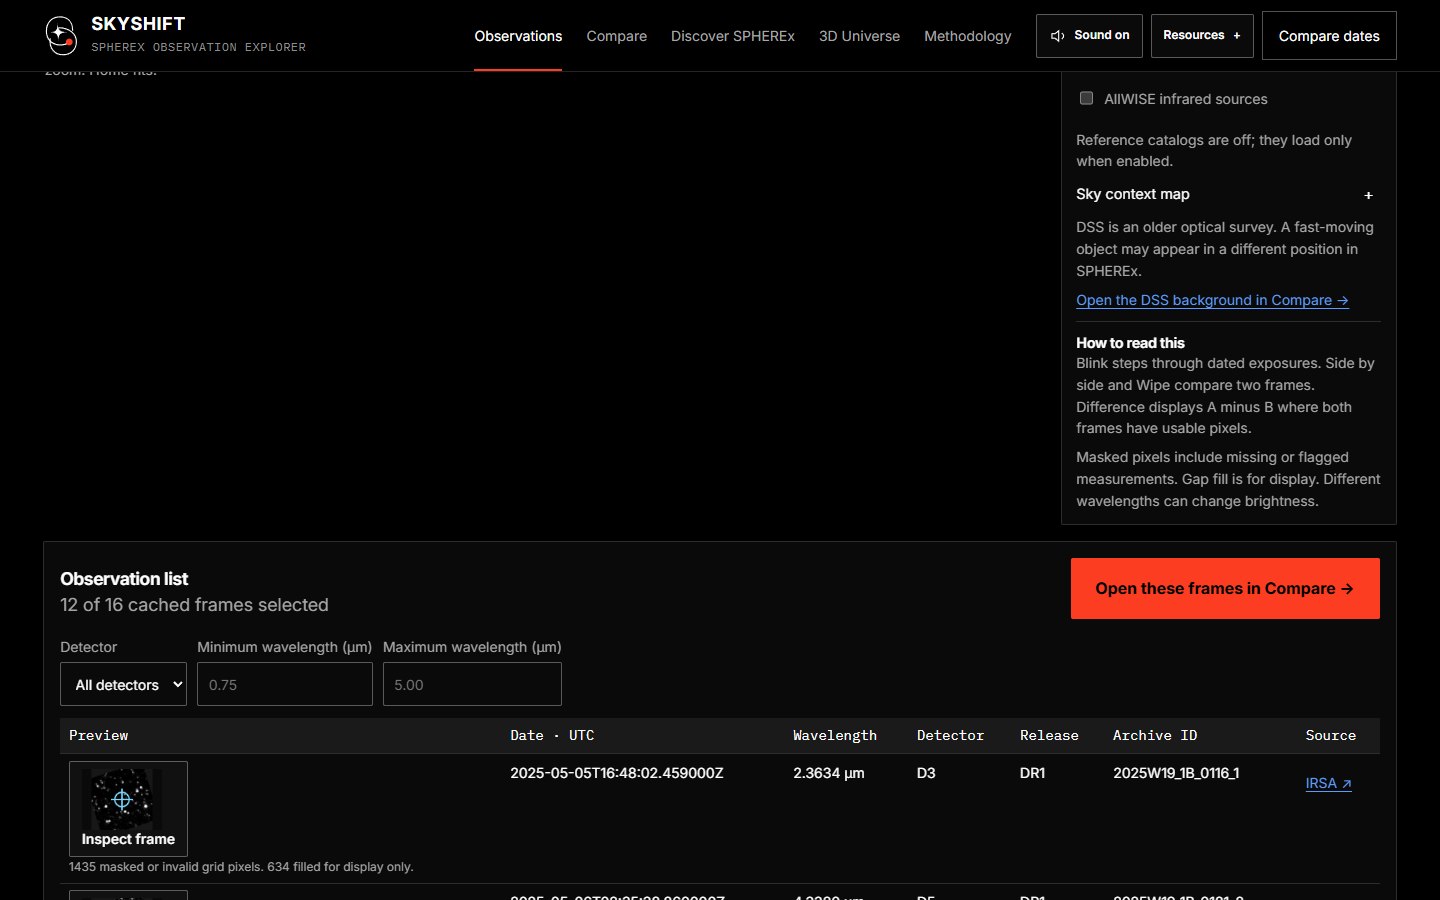 SKYSHIFT
SPHEREX OBSERVATION EXPLORER
Observations
Compare
Discover SPHEREx
3D Universe
Methodology
Sound on
Resources +
Compare dates
zoom. Home fits.
AllWISE infrared sources
Reference catalogs are off; they load only
when enabled.
Sky context map +
DSS is an older optical survey. A fast-moving
object may appear in a different position in
SPHEREx.
Open the DSS background in Compare →
How to read this
Blink steps through dated exposures. Side by
side and Wipe compare two frames.
Difference displays A minus B where both
frames have usable pixels.
Masked pixels include missing or flagged
measurements. Gap fill is for display. Different
wavelengths can change brightness.
Observation list
12 of 16 cached frames selected
Open these frames in Compare →
Detector Minimum wavelength (µm) Maximum wavelength (µm)
All detectors 0.75 5.00
Preview Date · UTC Wavelength Detector Release Archive ID Source
2025-05-05T16:48:02.459000Z 2.3634 µm D3 DR1 2025W19_1B_0116_1 IRSA ↗
Inspect frame
1435 masked or invalid grid pixels. 634 filled for display only.